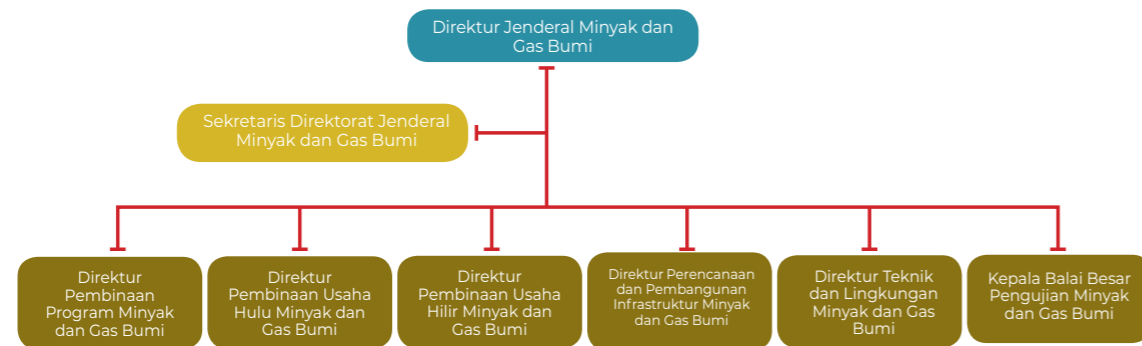 Direktur Jenderal Minyak dan
Gas Bumi
Sekretaris Direktorat Jenderal
Minyak dan Gas Bumi
Direktur
Pembinaan
Program Minyak
dan Gas Bumi
Direktur
Pembinaan Usaha
Hulu Minyak dan
Gas Bumi
Direktur
Pembinaan Usaha
Hilir Minyak dan
Gas Bumi
Direktur Perencanaan
dan Pembangunan
Infrastruktur Minyak
dan Gas Bumi
Direktur Teknik
dan Lingkungan
Minyak dan Gas
Bumi
Kepala Balai Besar
Pengujian Minyak
dan Gas Bumi